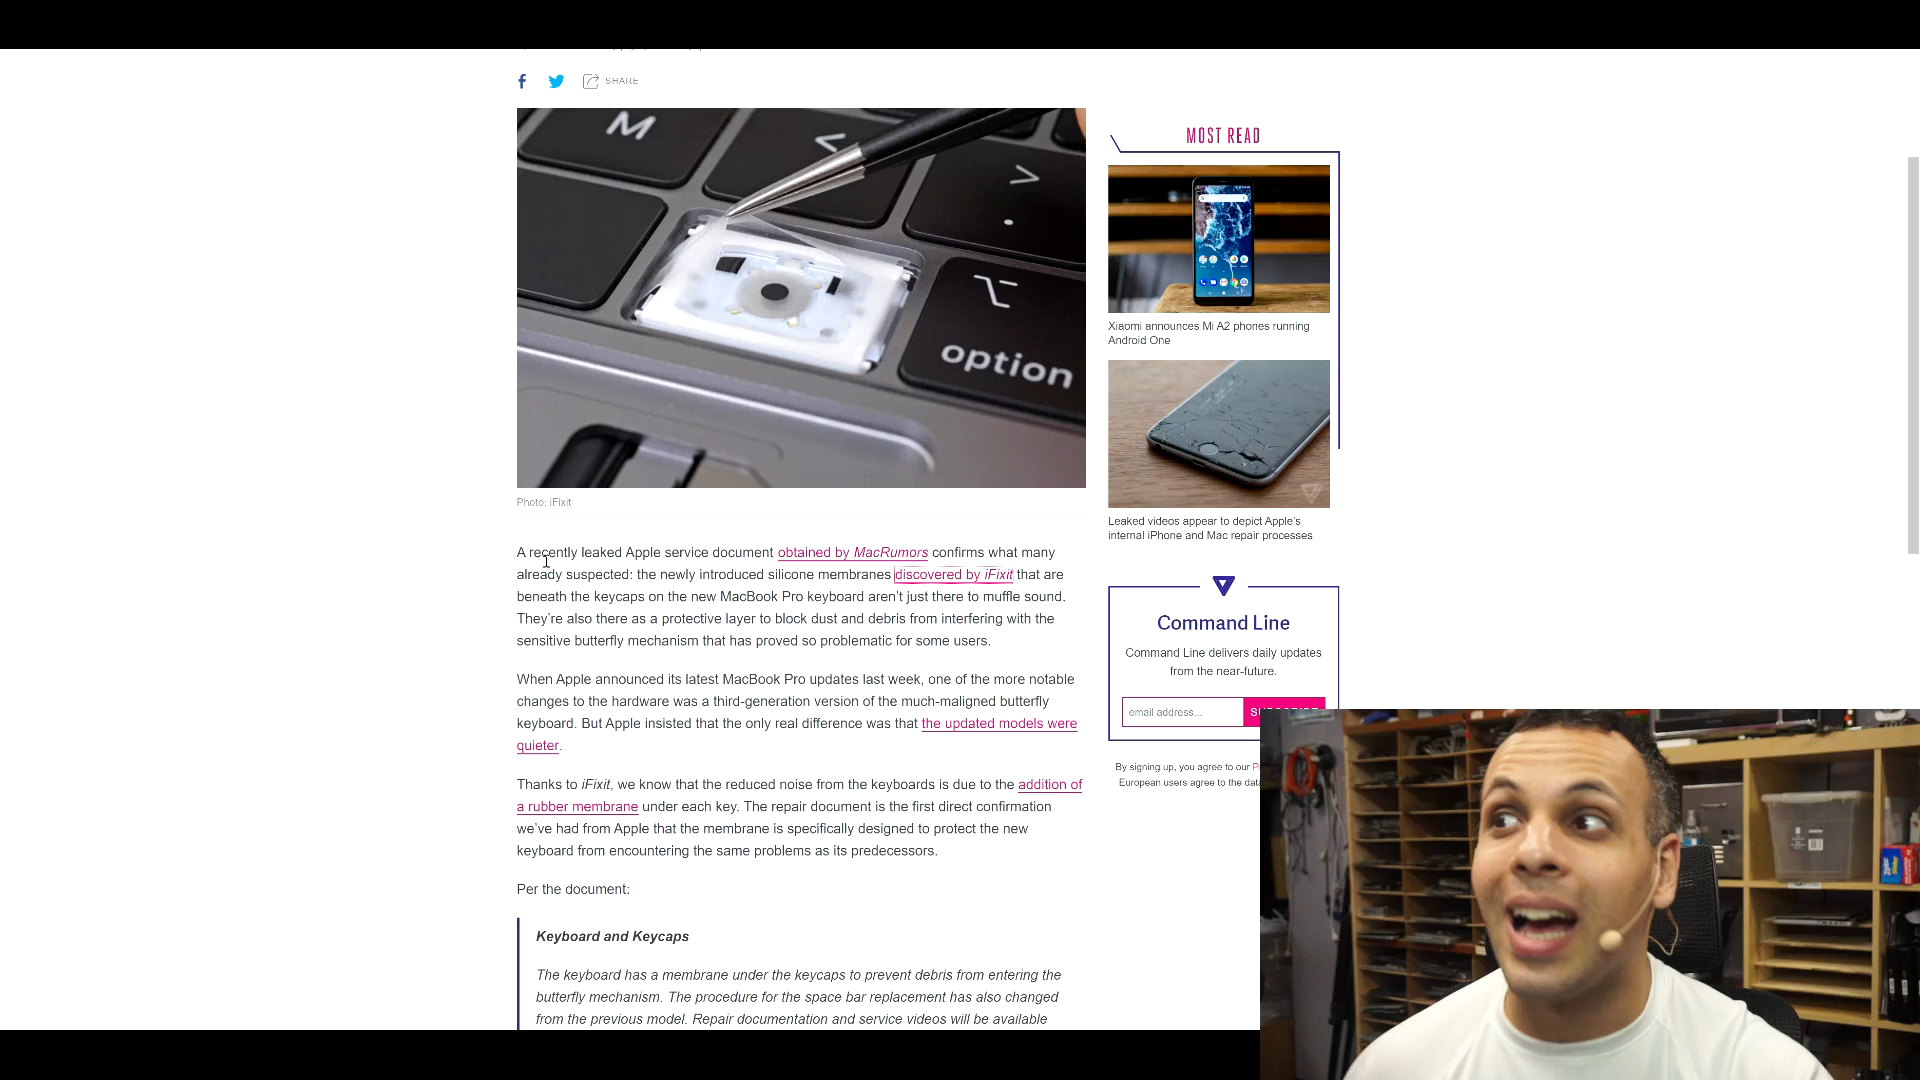 SHARE
M
<
>
.
option
Photo: iFixit
A recently leaked Apple service document obtained by MacRumors confirms what many
already suspected: the newly introduced silicone membranes discovered by iFixit that are
beneath the keycaps on the new MacBook Pro keyboard aren't just there to muffle sound.
They're also there as a protective layer to block dust and debris from interfering with the
sensitive butterfly mechanism that has proved so problematic for some users.
When Apple announced its latest MacBook Pro updates last week, one of the more notable
changes to the hardware was a third-generation version of the much-maligned butterfly
keyboard. But Apple insisted that the only real difference was that the updated models were
quieter.
Thanks to iFixit, we know that the reduced noise from the keyboards is due to the addition of
a rubber membrane under each key. The repair document is the first direct confirmation
we've had from Apple that the membrane is specifically designed to protect the new
keyboard from encountering the same problems as its predecessors.
Per the document:
Keyboard and Keycaps
The keyboard has a membrane under the keycaps to prevent debris from entering the
butterfly mechanism. The procedure for the space bar replacement has also changed
from the previous model. Repair documentation and service videos will be available
MOST READ
Xiaomi announces Mi A2 phones running
Android One
Leaked videos appear to depict Apple's
internal iPhone and Mac repair processes
Command Line
Command Line delivers daily updates
from the near-future.
email address...
By signing up, you agree to our
European users agree to the